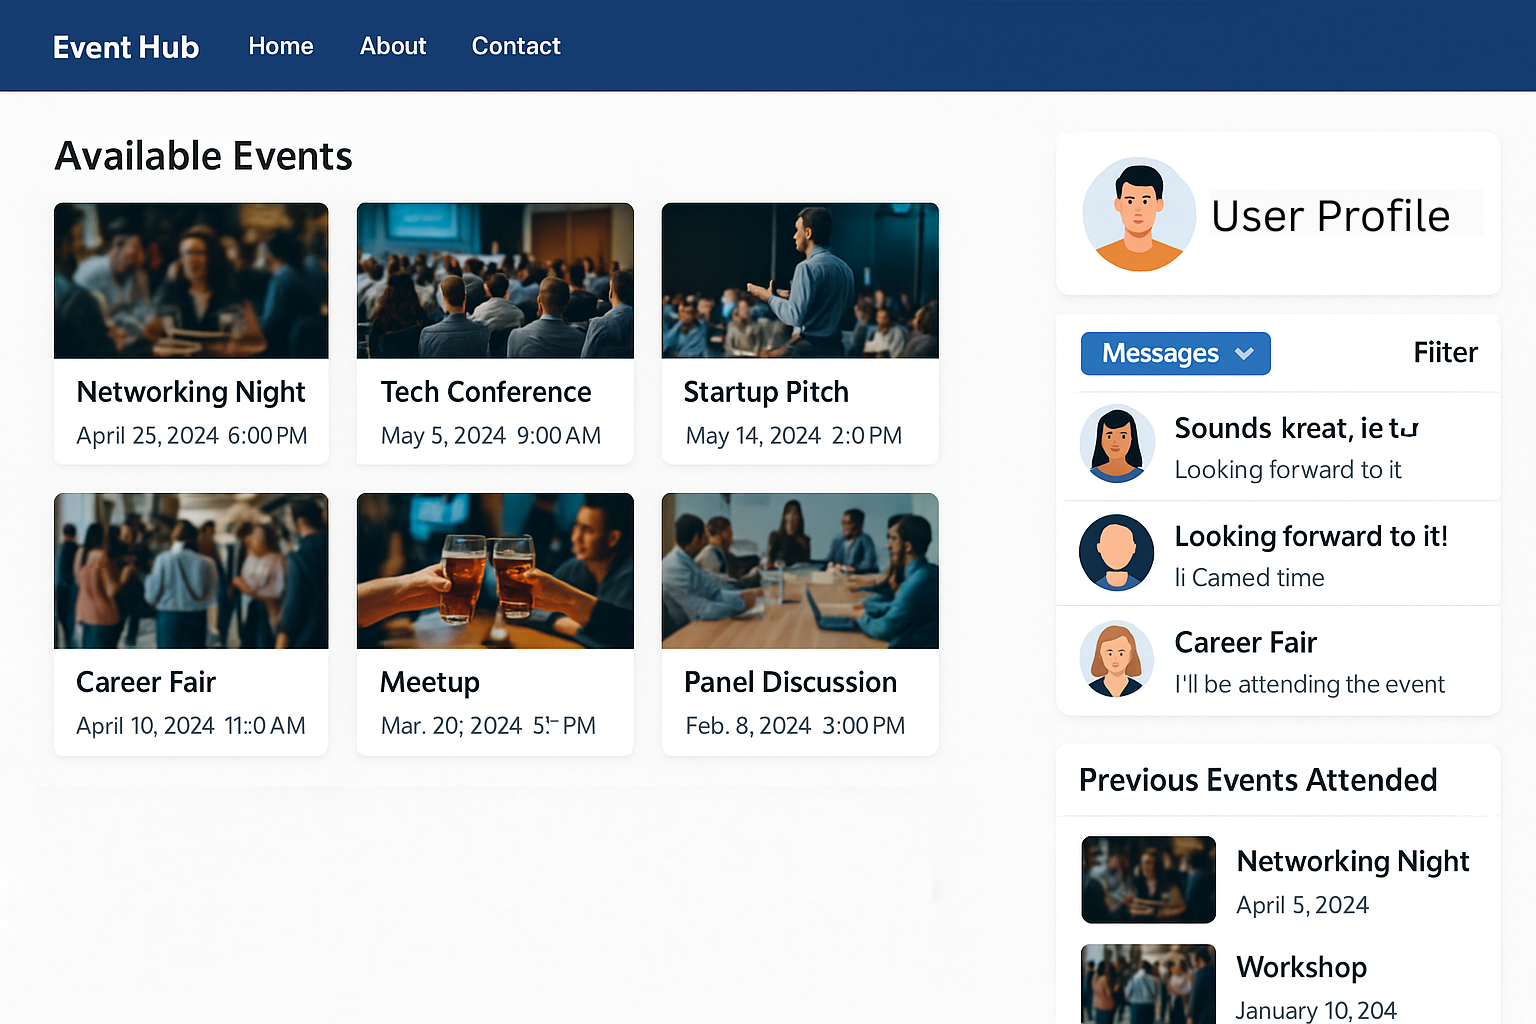 Event Hub Home About Contact
Available Events
Networking Night
April 25, 2024 6:00 PM
Tech Conference
May 5, 2024 9:00 AM
Startup Pitch
May 14, 2024 2:0 PM
Career Fair
April 10, 2024 11::0 AM
Meetup
Mar. 20; 2024 PM
Panel Discussion
Feb. 8, 2024 3:00 PM
User Profile
Messages Fiiter
Sounds kreat, ie
Looking forward to it
Looking forward to it!
li Camed time
Career Fair
I'll be attending the event
Previous Events Attended
Networking Night
April 5, 2024
Workshop
January 10, 204